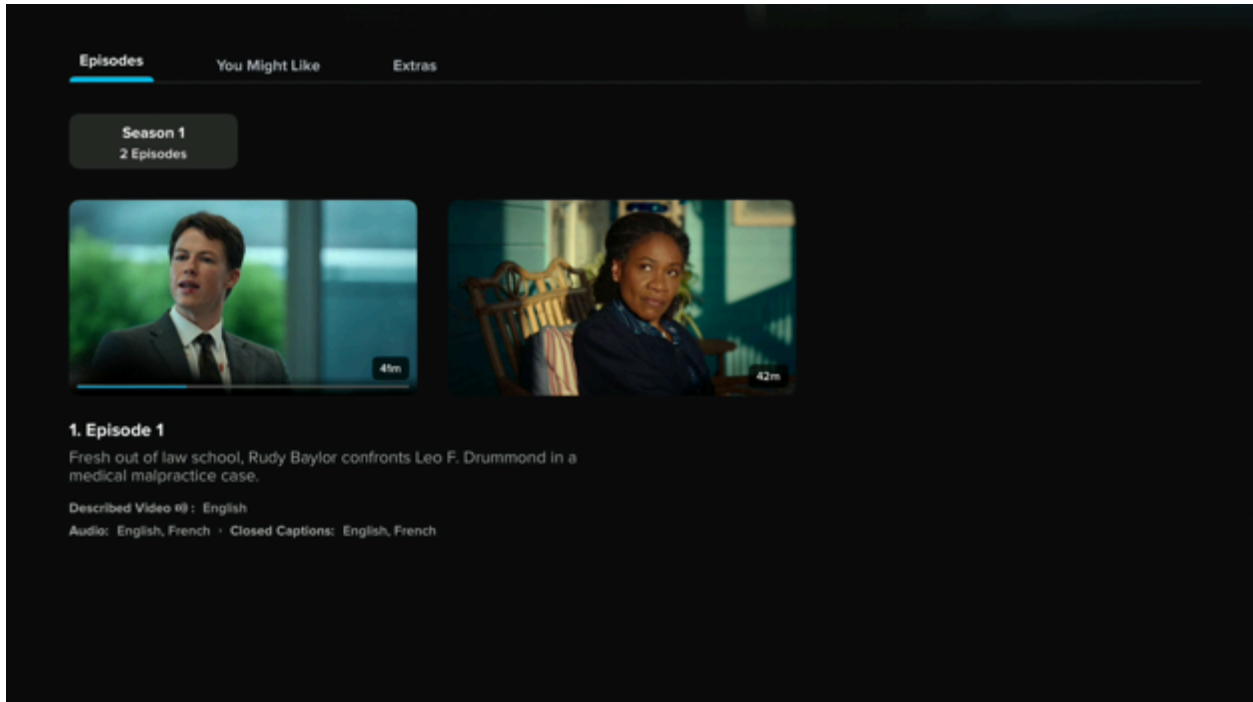 Episodes
You Might Like
Extras
Season 1
2 Episodes
41m
42m
1. Episode 1
Fresh out of law school, Rudy Baylor confronts Leo F. Drummond in a
medical malpractice case.
Described Video : English
Audio: English, French · Closed Captions: English, French